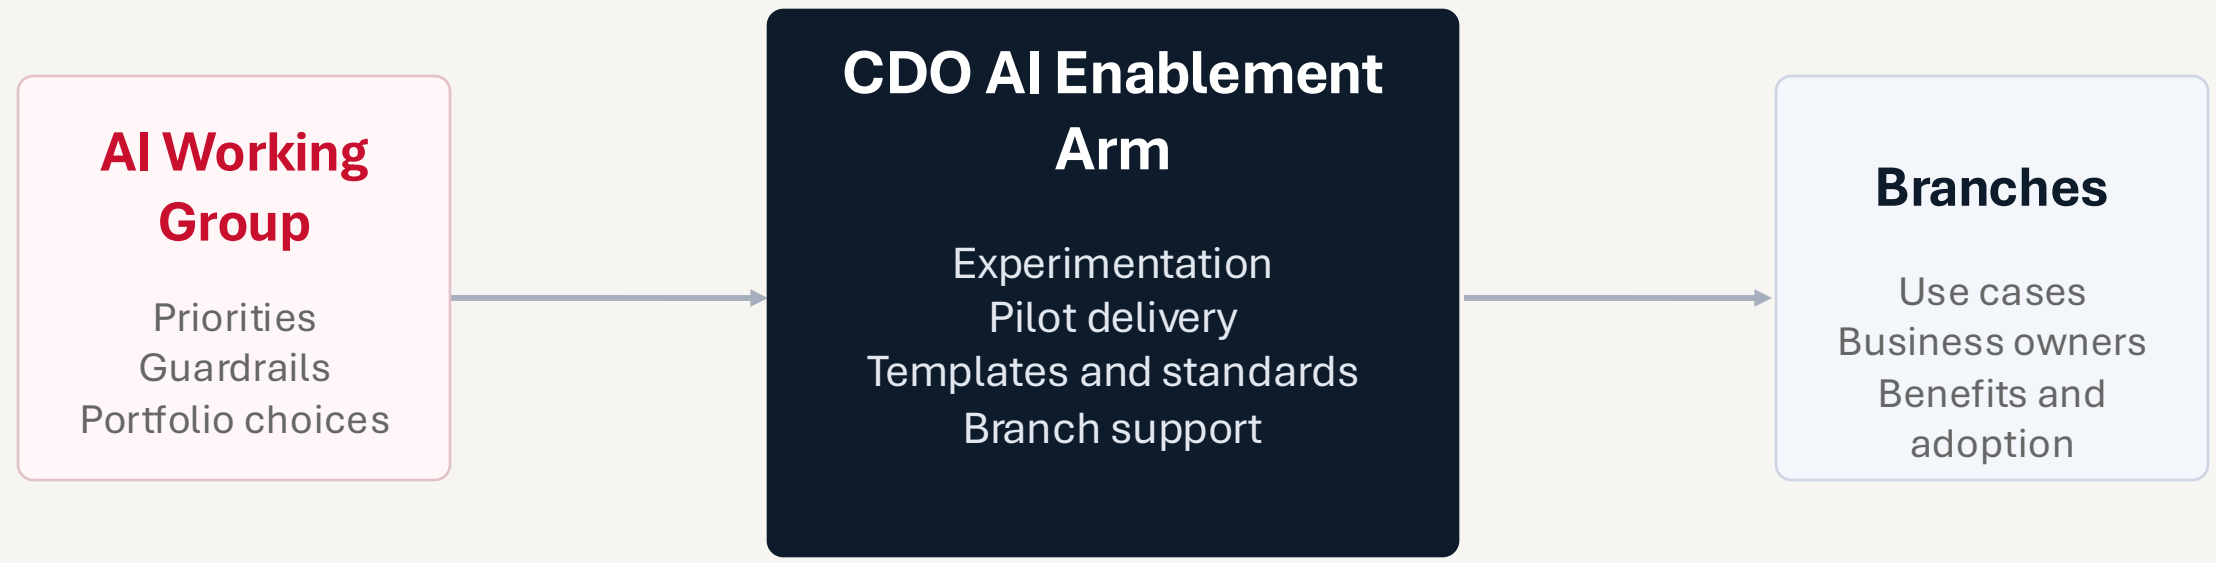 AI Working
Group
Priorities
Guardrails
Portfolio choices
CDO AI Enablement
Arm
Experimentation
Pilot delivery
Templates and standards
Branch support
Branches
Use cases
Business owners
Benefits and
adoption